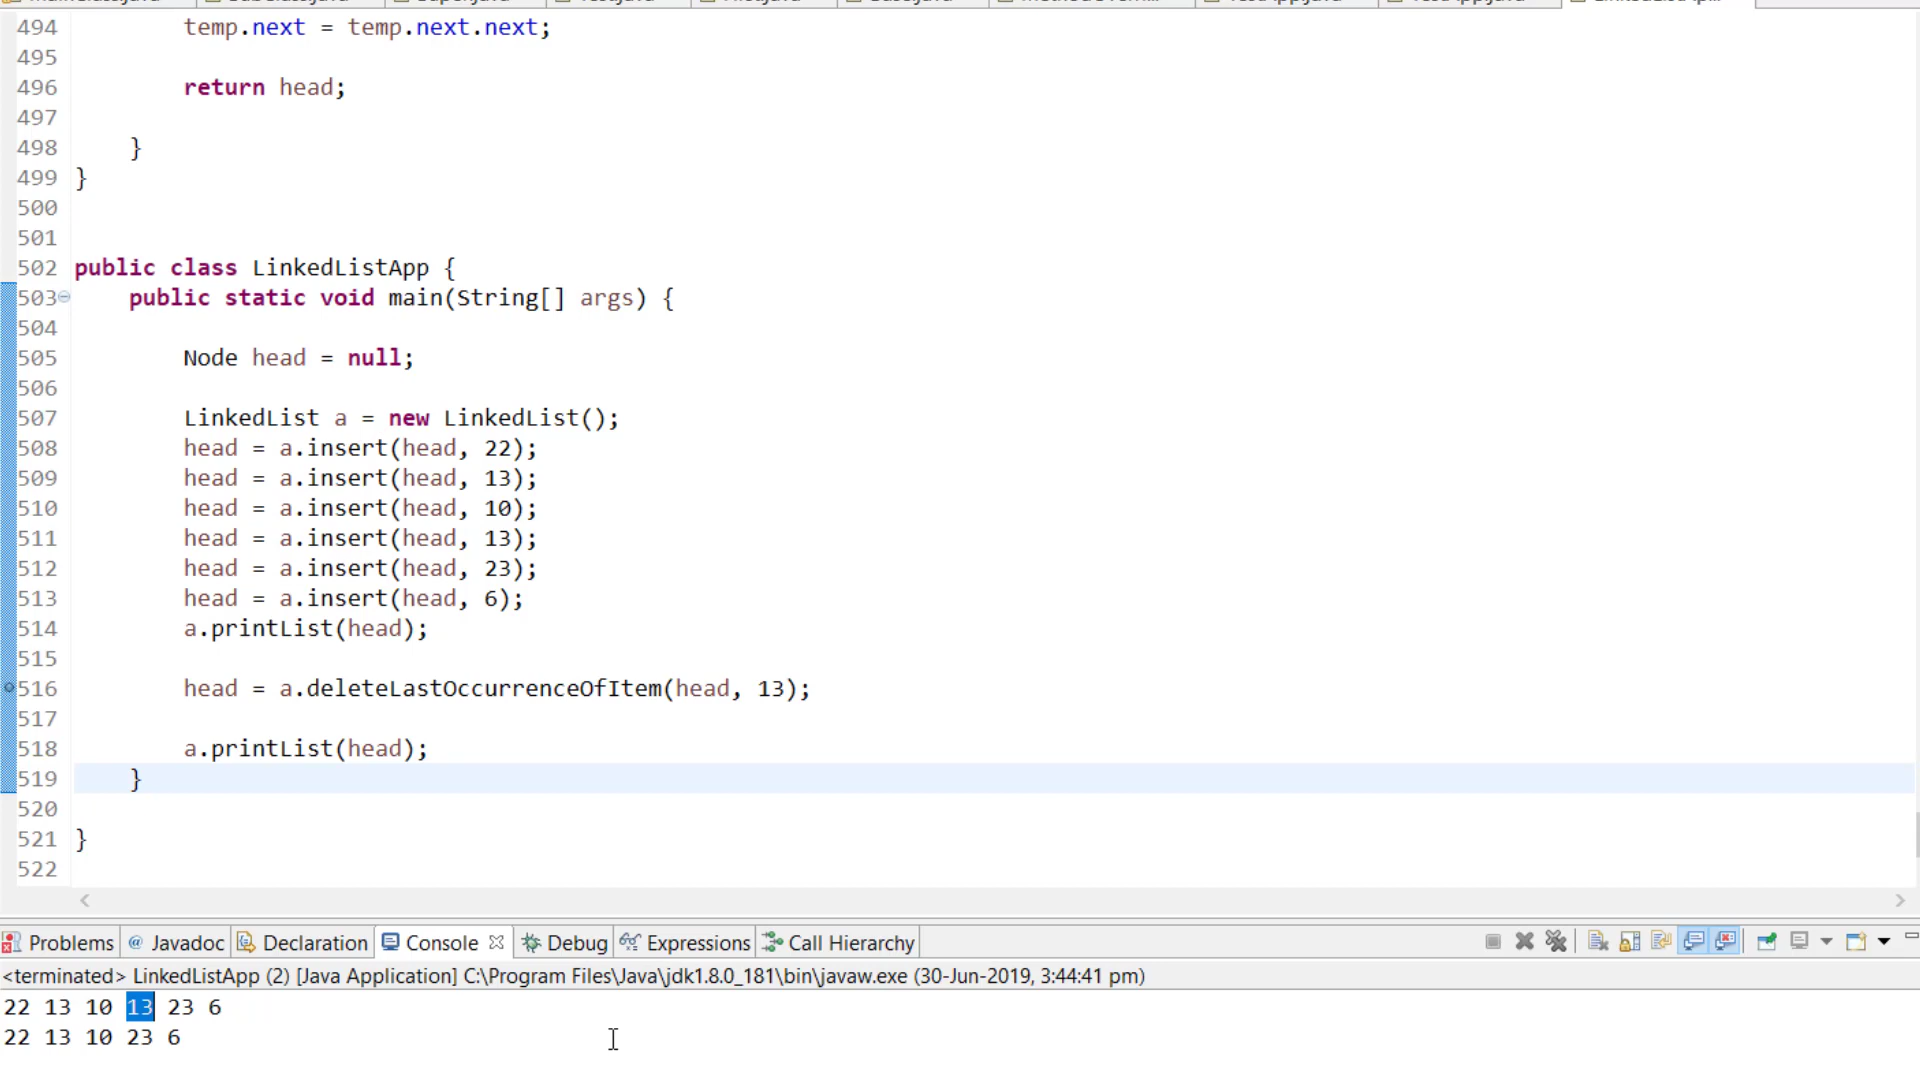 494 temp.next = temp.next.next;
495
496 return head;
497
498 }
499 }
500
501
502 public class LinkedListApp {
503 public static void main(String[] args) {
504
505 Node head = null;
506
507 LinkedList a = new LinkedList();
508 head = a.insert(head, 22);
509 head = a.insert(head, 13);
510 head = a.insert(head, 10);
511 head = a.insert(head, 13);
512 head = a.insert(head, 23);
513 head = a.insert(head, 6);
514 a.printList(head);
515
516 head = a.deleteLastOccurrenceOfItem(head, 13);
517
518 a.printList(head);
519 }
520
521 }
522
Problems @ Javadoc Declaration Console Debug Expressions Call Hierarchy
<terminated> LinkedListApp (2) [Java Application] C:\Program Files\Java\jdk1.8.0_181\bin\javaw.exe (30-Jun-2019, 3:44:41 pm)
22 13 10 13 23 6
22 13 10 23 6